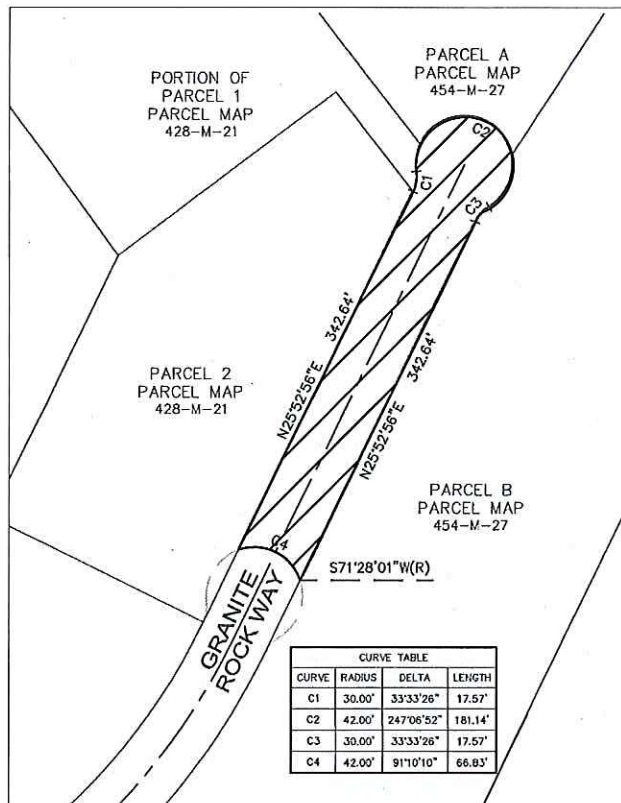 PORTION OF
PARCEL 1
PARCEL MAP
428-M-21
PARCEL A
PARCEL MAP
454-M-27
C2
C1
C3
342.64'
N25°52'56"E
342.64'
N25°52'56"E
PARCEL 2
PARCEL MAP
428-M-21
PARCEL B
PARCEL MAP
454-M-27
C4
S71°28'01"W(R)
GRANITE
ROCK WAY
CURVE TABLE
CURVE RADIUS DELTA LENGTH
C1 30.00' 33°33'26" 17.57'
C2 42.00' 247°06'52" 181.14'
C3 30.00' 33°33'26" 17.57'
C4 42.00' 91°10'10" 66.83'